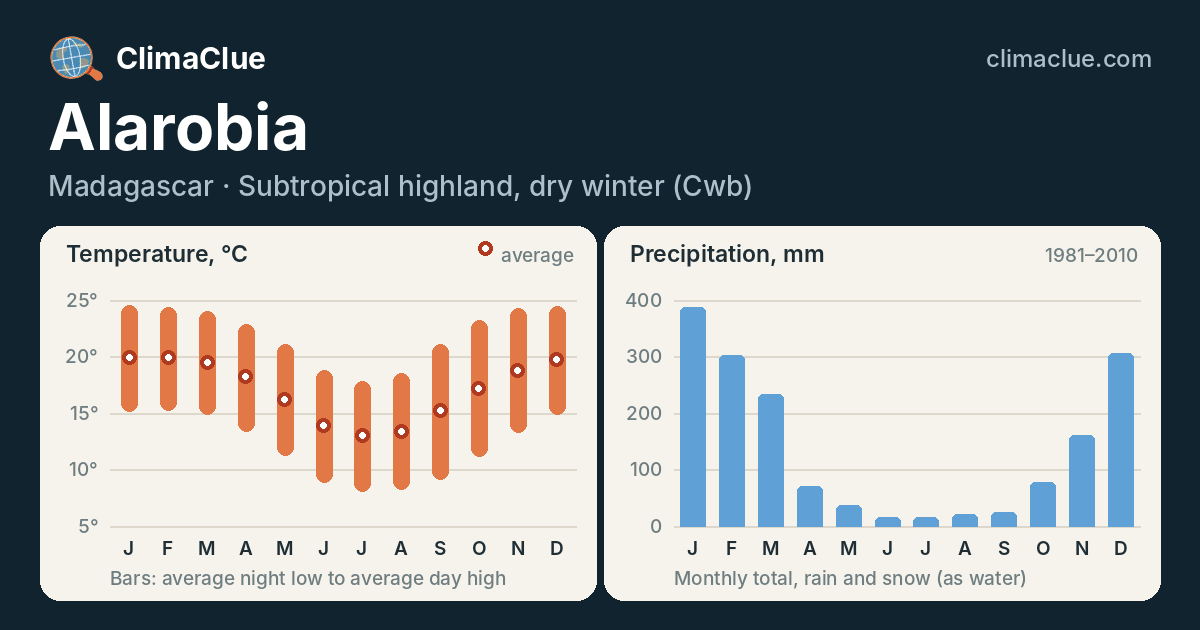 ClimaClue
climaclue.com
Alarobia
Madagascar · Subtropical highland, dry winter (Cwb)
Temperature, °C
average
25°
20°
15°
10°
5°
J F M A M J J A S O N D
Bars: average night low to average day high
Precipitation, mm
1981–2010
400
300
200
100
0
J F M A M J J A S O N D
Monthly total, rain and snow (as water)